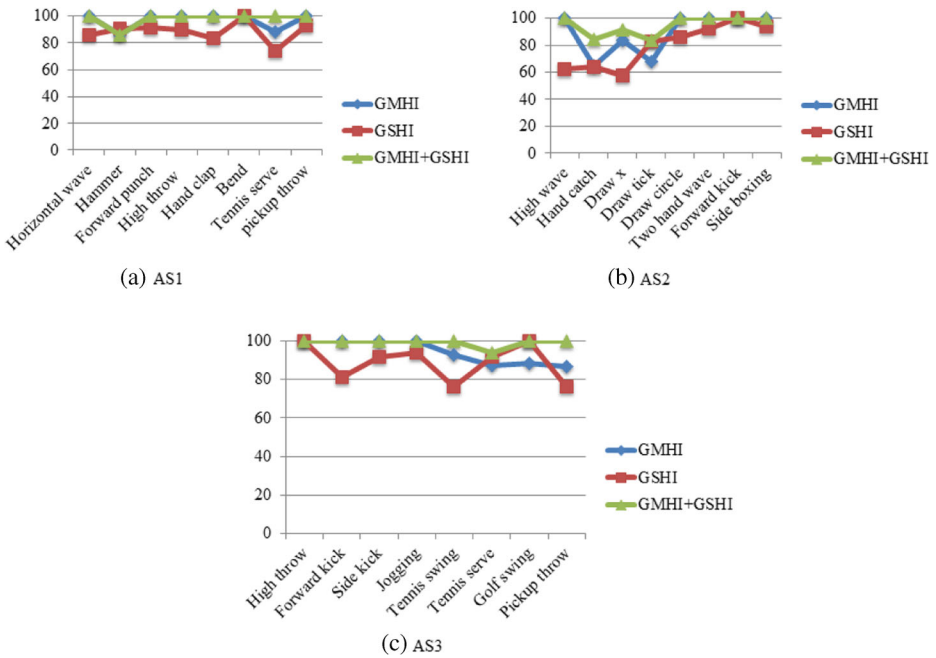 100
80
60
40
20
0
Horizontal wave
Hammer
Forward punch
High throw
Hand clap
Bend
Tennis serve
pickup throw
GMHI
GSHI
GMHI+GSHI
(a) AS1
100
80
60
40
20
0
High wave
Hand catch
Draw x
Draw tick
Draw circle
Two hand wave
Forward kick
Side boxing
GMHI
GSHI
GMHI+GSHI
(b) AS2
100
80
60
40
20
0
High throw
Forward kick
Side kick
Jogging
Tennis swing
Tennis serve
Golf swing
Pickup throw
GMHI
GSHI
GMHI+GSHI
(c) AS3